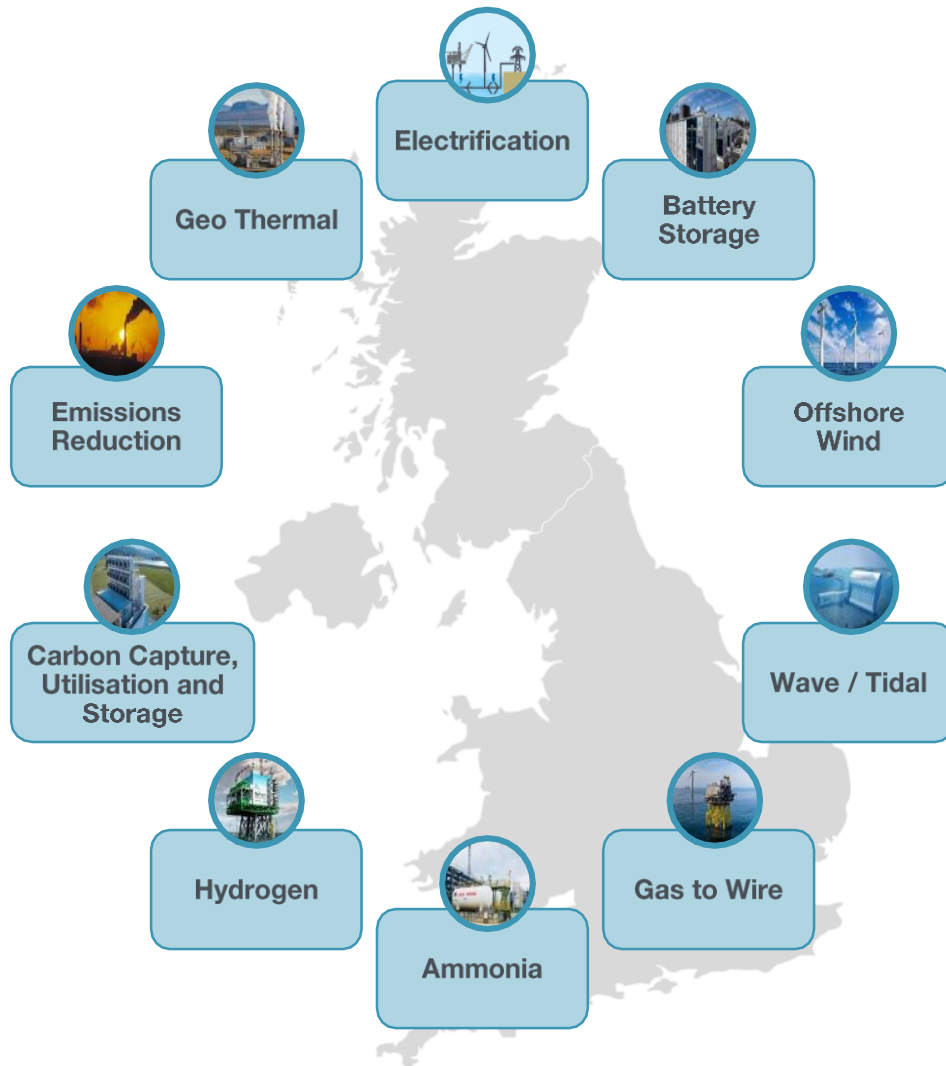 Electrification
Battery
Storage
Offshore
Wind
Wave / Tidal
Gas to Wire
Ammonia
Hydrogen
Carbon Capture,
Utilisation and
Storage
Emissions
Reduction
Geo Thermal